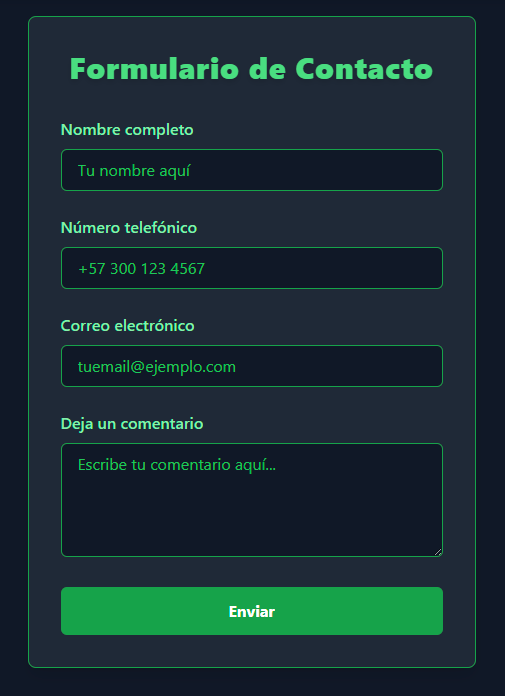 Formulario de Contacto
Nombre completo
Tu nombre aquí
Número telefónico
+57 300 123 4567
Correo electrónico
tuemail@ejemplo.com
Deja un comentario
Escribe tu comentario aquí...
Enviar